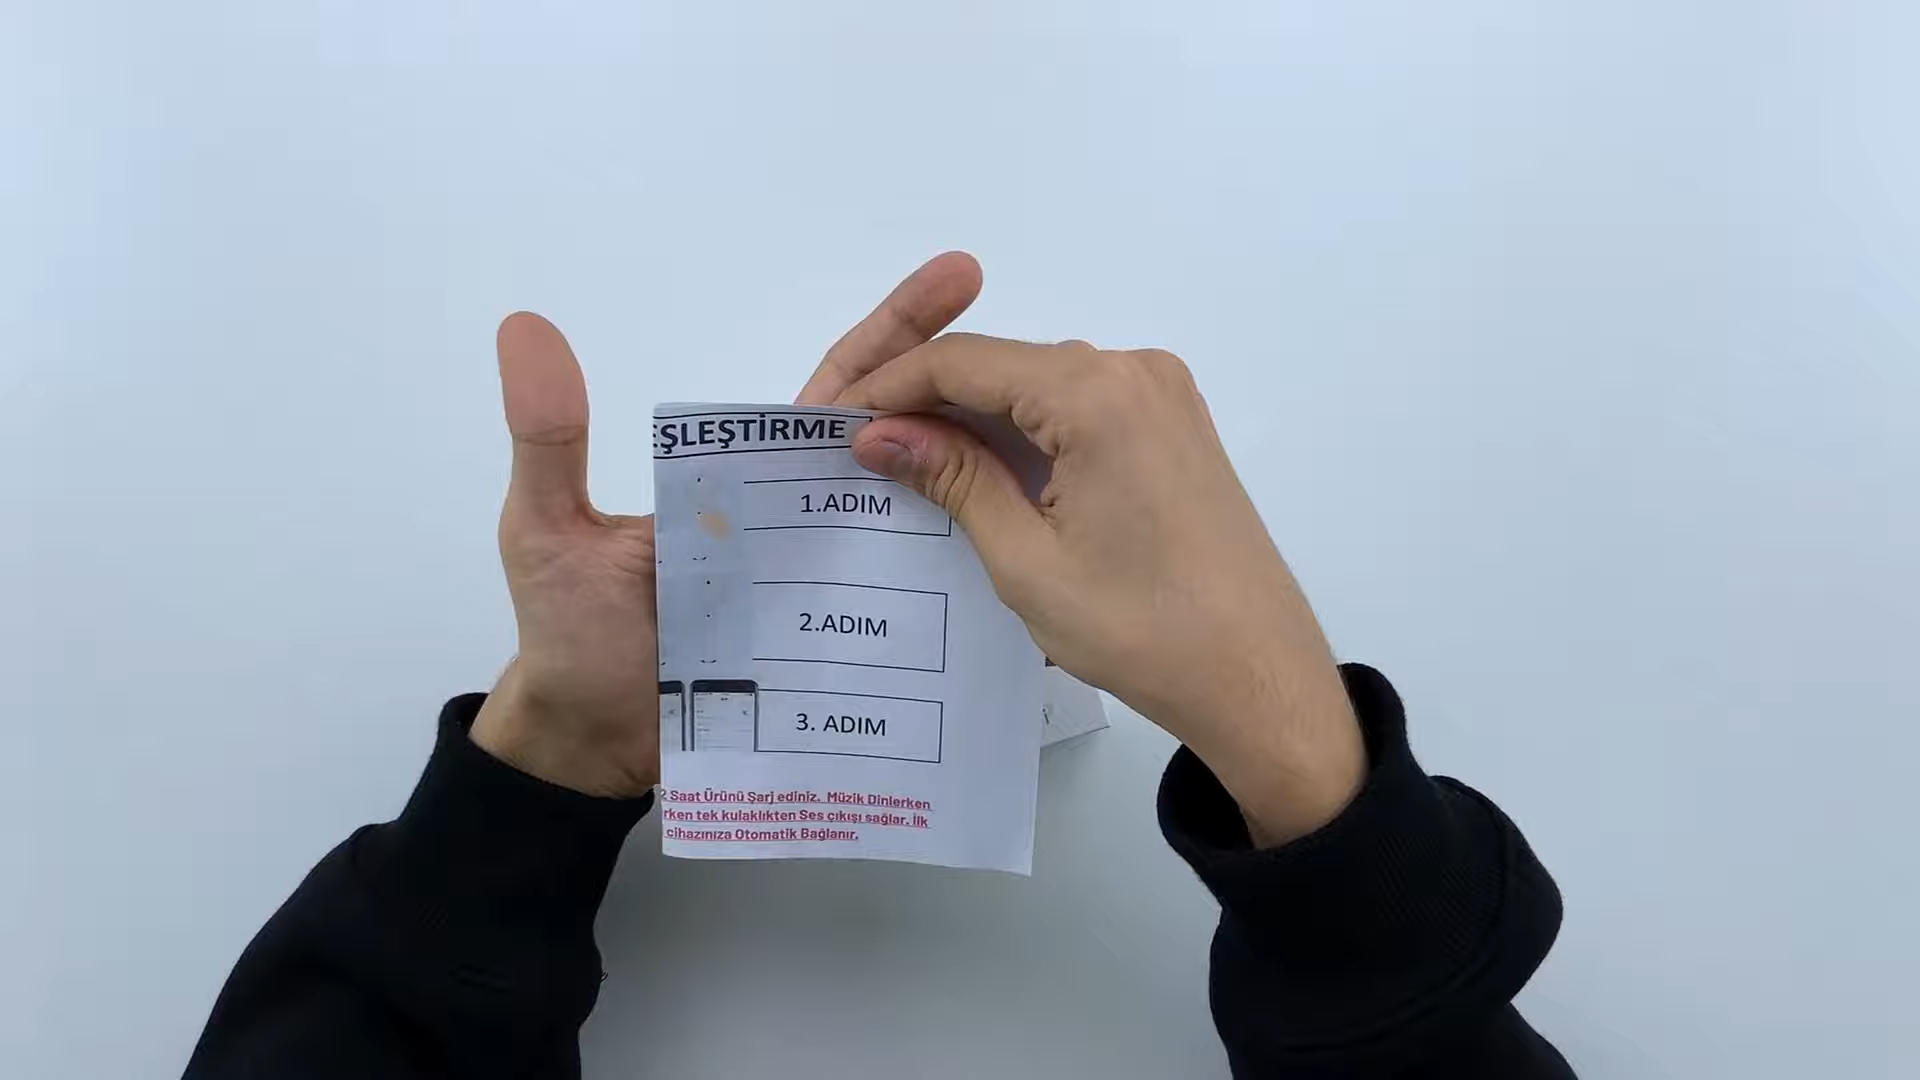 EŞLEŞTİRME
1.ADIM
2.ADIM
3. ADIM
2 Saat Ürünü Şarj ediniz. Müzik Dinlerken
rken tek kulaklıktan Ses çıkışı sağlar. İlk
cihazınıza Otomatik Bağlanır.